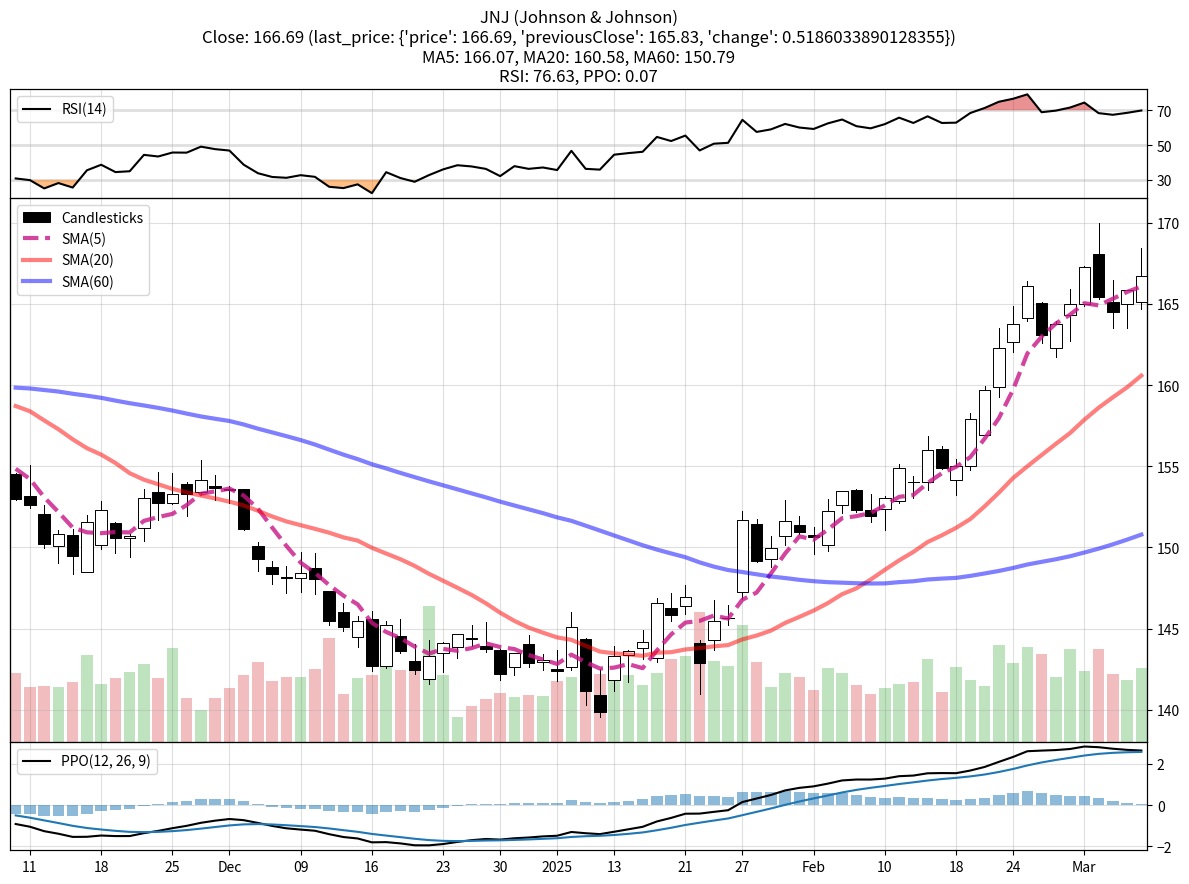 JNJ (Johnson & Johnson)
Close: 166.69 (last_price: {'price': 166.69, 'previousClose': 165.83, 'change': 0.5186033890128355})
MA5: 166.07, MA20: 160.58, MA60: 150.79
RSI: 76.63, PPO: 0.07
RSI(14)
70
50
30
Candlesticks
SMA(5)
SMA(20)
SMA(60)
170
165
160
155
150
145
140
PPO(12, 26, 9)
2
0
−2
11 18 25 Dec 09 16 23 30 2025 13 21 27 Feb 10 18 24 Mar